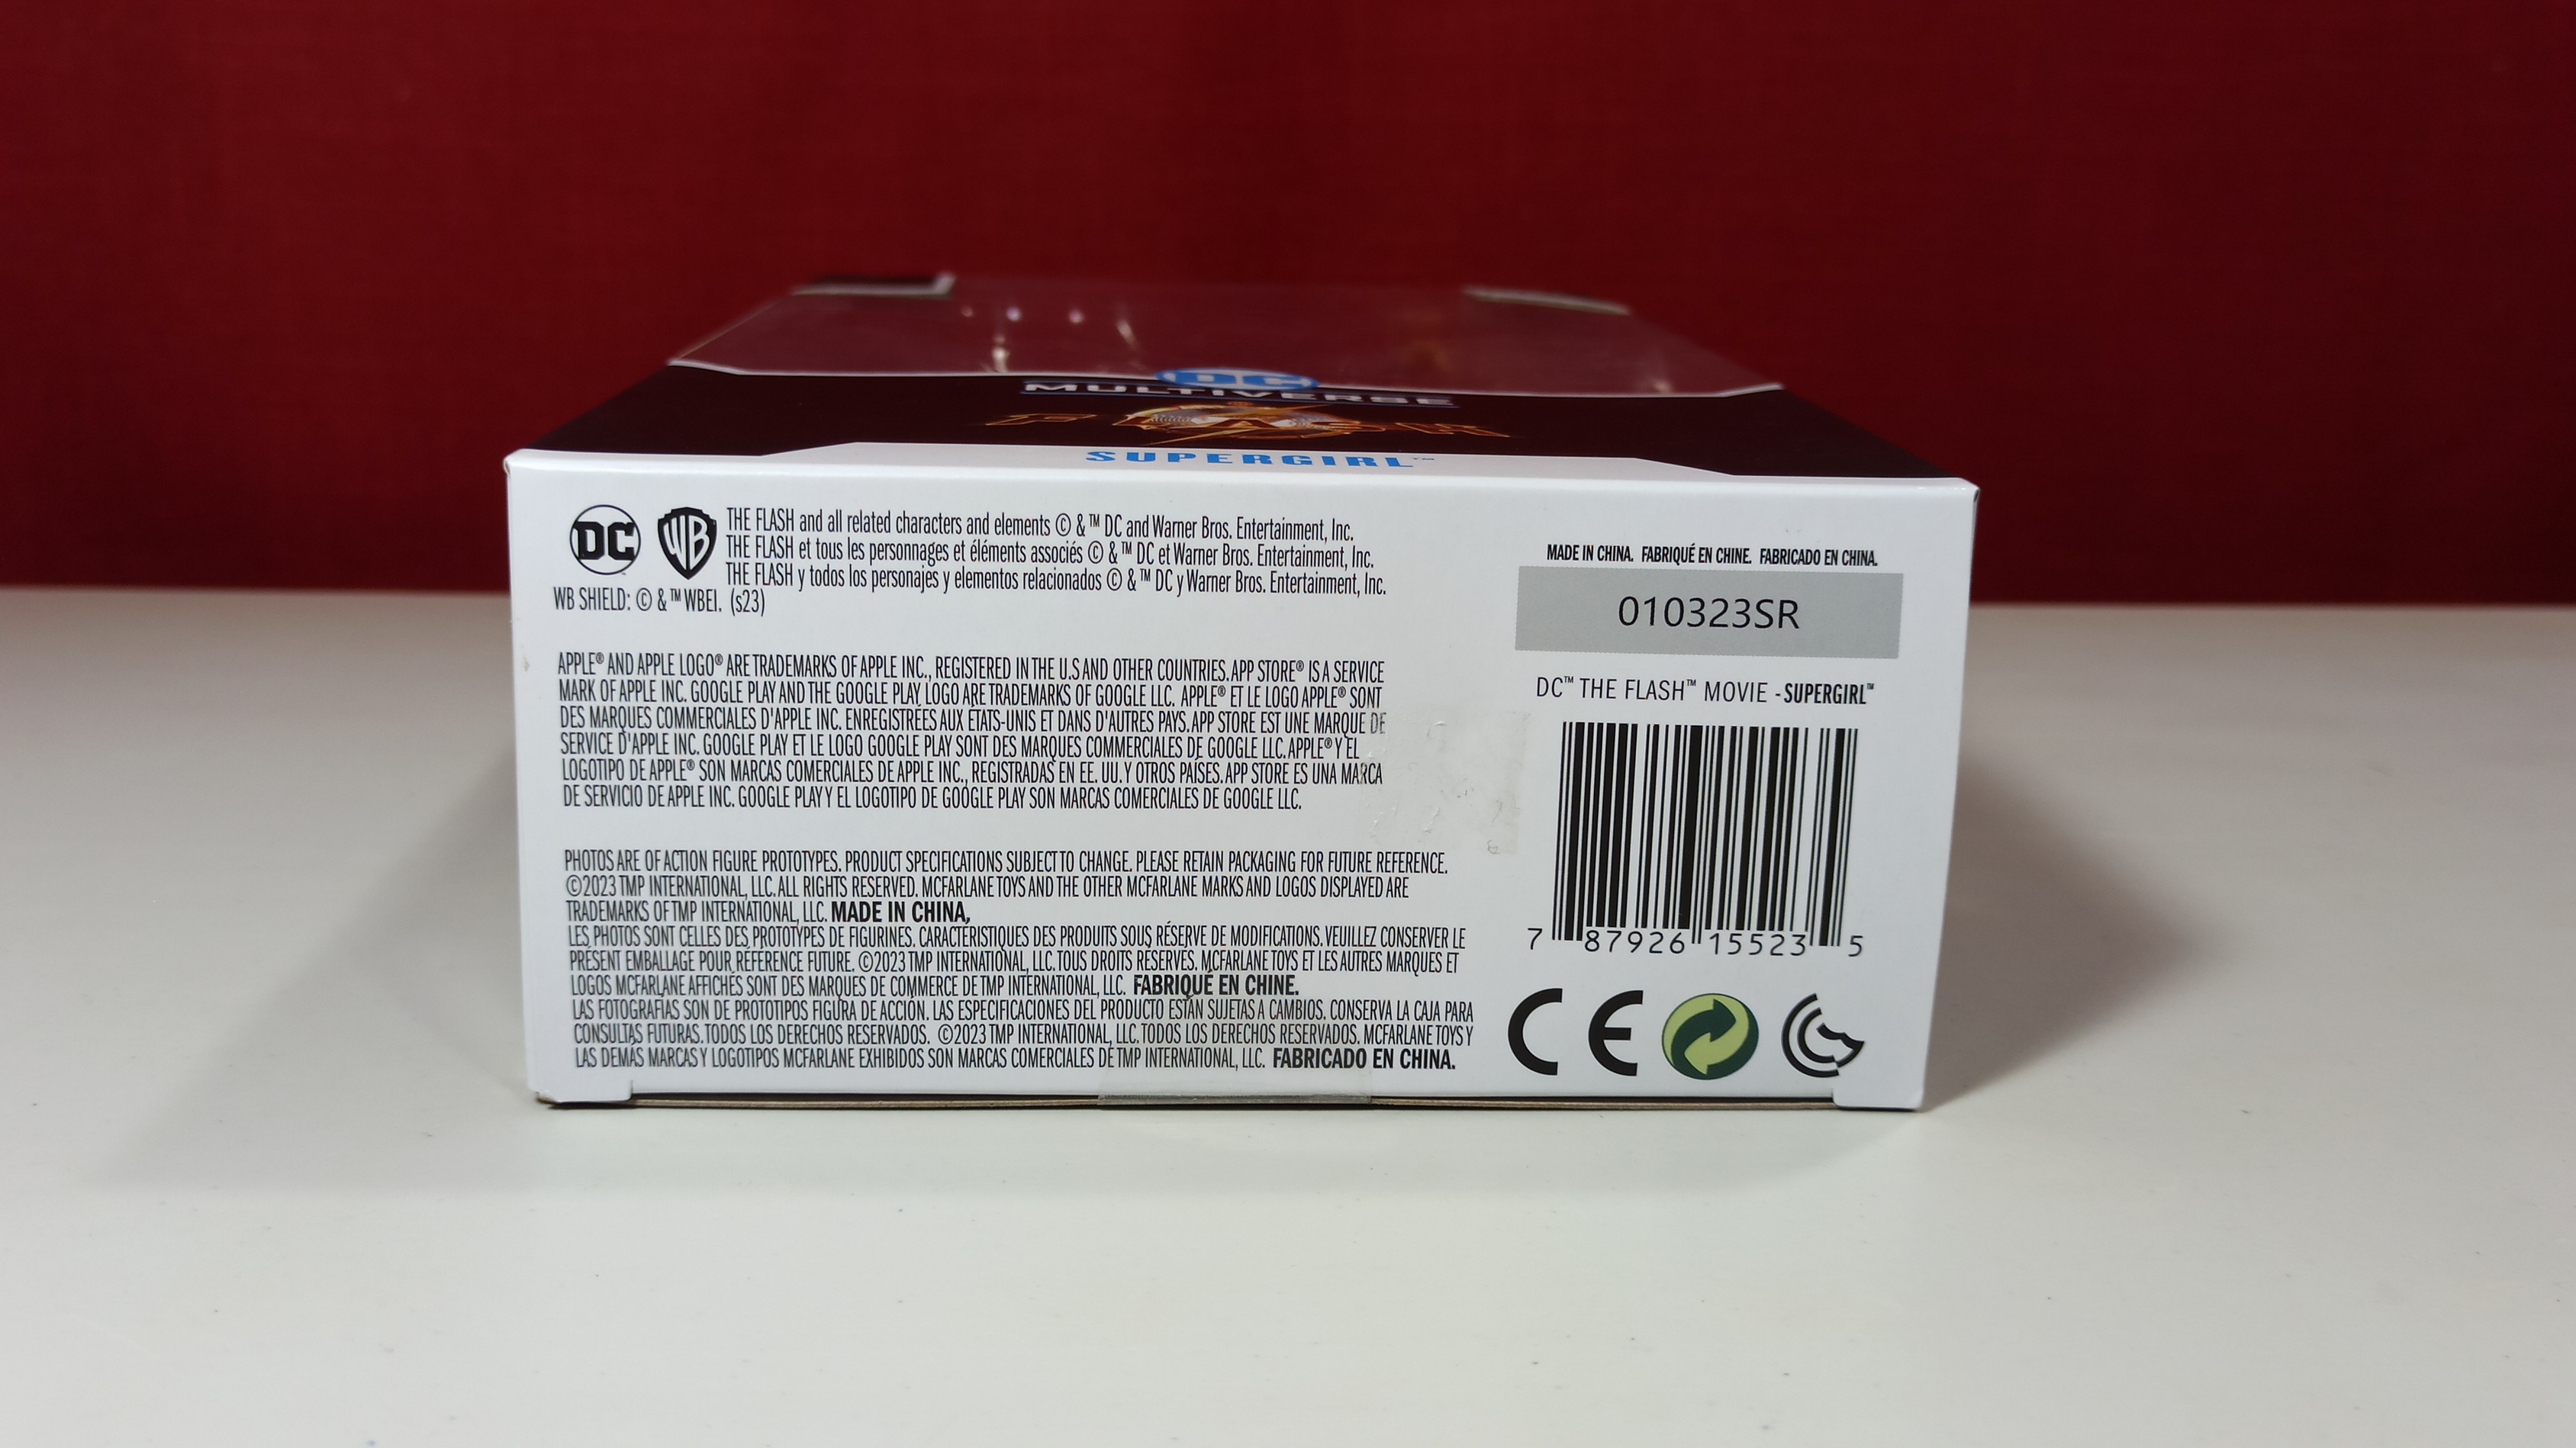 DC
MULTIVERSE
FLASH
SUPERGIRL™
DC WB
THE FLASH and all related characters and elements © & ™ DC and Warner Bros. Entertainment, Inc.
THE FLASH et tous les personnages et éléments associés © & ™ DC et Warner Bros. Entertainment, Inc.
THE FLASH y todos los personajes y elementos relacionados © & ™ DC y Warner Bros. Entertainment, Inc.
WB SHIELD: © & ™ WBEI. (s23)
APPLE® AND APPLE LOGO® ARE TRADEMARKS OF APPLE INC., REGISTERED IN THE U.S AND OTHER COUNTRIES. APP STORE® IS A SERVICE
MARK OF APPLE INC. GOOGLE PLAY AND THE GOOGLE PLAY LOGO ARE TRADEMARKS OF GOOGLE LLC. APPLE® ET LE LOGO APPLE® SONT
DES MARQUES COMMERCIALES D'APPLE INC. ENREGISTRÉES AUX ÉTATS-UNIS ET DANS D'AUTRES PAYS. APP STORE EST UNE MARQUE DE
SERVICE D'APPLE INC. GOOGLE PLAY ET LE LOGO GOOGLE PLAY SONT DES MARQUES COMMERCIALES DE GOOGLE LLC. APPLE® Y EL
LOGOTIPO DE APPLE® SON MARCAS COMERCIALES DE APPLE INC., REGISTRADAS EN EE. UU. Y OTROS PAÍSES. APP STORE ES UNA MARCA
DE SERVICIO DE APPLE INC. GOOGLE PLAY Y EL LOGOTIPO DE GOOGLE PLAY SON MARCAS COMERCIALES DE GOOGLE LLC.
PHOTOS ARE OF ACTION FIGURE PROTOTYPES. PRODUCT SPECIFICATIONS SUBJECT TO CHANGE. PLEASE RETAIN PACKAGING FOR FUTURE REFERENCE.
©2023 TMP INTERNATIONAL, LLC. ALL RIGHTS RESERVED. MCFARLANE TOYS AND THE OTHER MCFARLANE MARKS AND LOGOS DISPLAYED ARE
TRADEMARKS OF TMP INTERNATIONAL, LLC. MADE IN CHINA,
LES PHOTOS SONT CELLES DES PROTOTYPES DE FIGURINES. CARACTÉRISTIQUES DES PRODUITS SOUS RÉSERVE DE MODIFICATIONS. VEUILLEZ CONSERVER LE
PRÉSENT EMBALLAGE POUR RÉFÉRENCE FUTURE. ©2023 TMP INTERNATIONAL, LLC. TOUS DROITS RÉSERVÉS. MCFARLANE TOYS ET LES AUTRES MARQUES ET
LOGOS MCFARLANE AFFICHÉS SONT DES MARQUES DE COMMERCE DE TMP INTERNATIONAL, LLC. FABRIQUÉ EN CHINE.
LAS FOTOGRAFÍAS SON DE PROTOTIPOS FIGURA DE ACCIÓN. LAS ESPECIFICACIONES DEL PRODUCTO ESTÁN SUJETAS A CAMBIOS. CONSERVA LA CAJA PARA
CONSULTAS FUTURAS. TODOS LOS DERECHOS RESERVADOS. ©2023 TMP INTERNATIONAL, LLC. TODOS LOS DERECHOS RESERVADOS. MCFARLANE TOYS Y
LAS DEMÁS MARCAS Y LOGOTIPOS MCFARLANE EXHIBIDOS SON MARCAS COMERCIALES DE TMP INTERNATIONAL, LLC. FABRICADO EN CHINA.
MADE IN CHINA. FABRIQUÉ EN CHINE. FABRICADO EN CHINA.
010323SR
DC™ THE FLASH™ MOVIE - SUPERGIRL™
7 87926 15523 5
CE